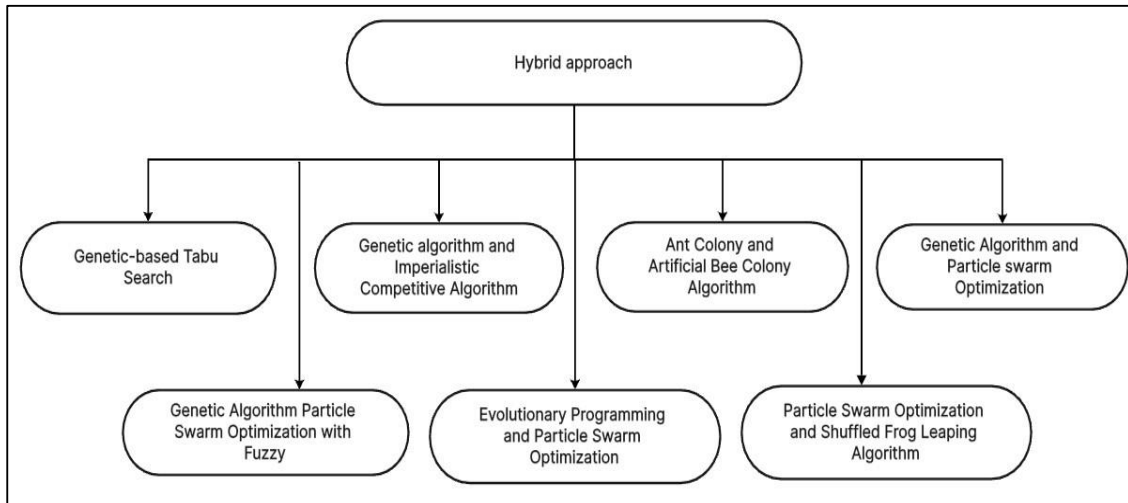 Hybrid approach
Genetic-based Tabu
Search
Genetic algorithm and
Imperialistic
Competitive Algorithm
Ant Colony and
Artificial Bee Colony
Algorithm
Genetic Algorithm and
Particle swarm
Optimization
Genetic Algorithm Particle
Swarm Optimization with
Fuzzy
Evolutionary Programming
and Particle Swarm
Optimization
Particle Swarm Optimization
and Shuffled Frog Leaping
Algorithm